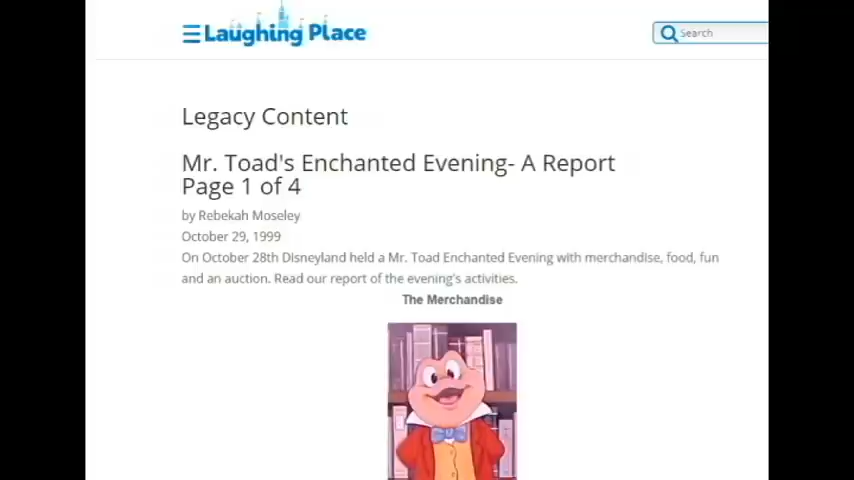 Laughing Place
Search
Legacy Content
Mr. Toad's Enchanted Evening- A Report
Page 1 of 4
by Rebekah Moseley
October 29, 1999
On October 28th Disneyland held a Mr. Toad Enchanted Evening with merchandise, food, fun
and an auction. Read our report of the evening's activities.
The Merchandise